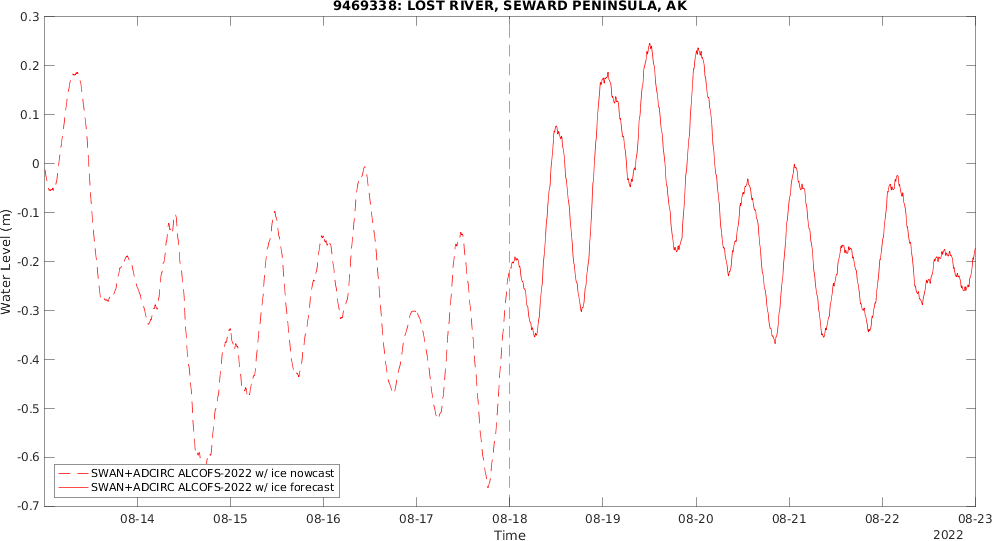 9469338: LOST RIVER, SEWARD PENINSULA, AK
0.3
0.2
0.1
0
-0.1
-0.2
-0.3
-0.4
-0.5
-0.6
-0.7
Water Level (m)
SWAN+ADCIRC ALCOFS-2022 w/ ice nowcast
SWAN+ADCIRC ALCOFS-2022 w/ ice forecast
08-14 08-15 08-16 08-17 08-18 08-19 08-20 08-21 08-22 08-23
Time
2022